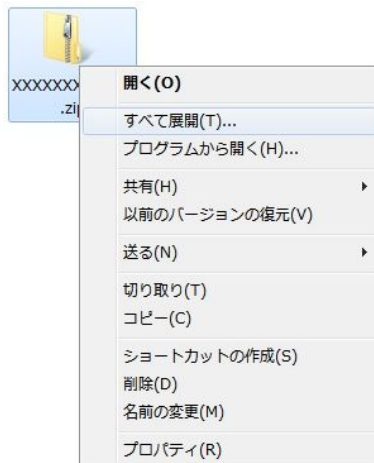 XXXXXXX
.zip
開く(O)
すべて展開(T)...
プログラムから開く(H)...
共有(H)
以前のバージョンの復元(V)
送る(N)
切り取り(T)
コピー(C)
ショートカットの作成(S)
削除(D)
名前の変更(M)
プロパティ(R)